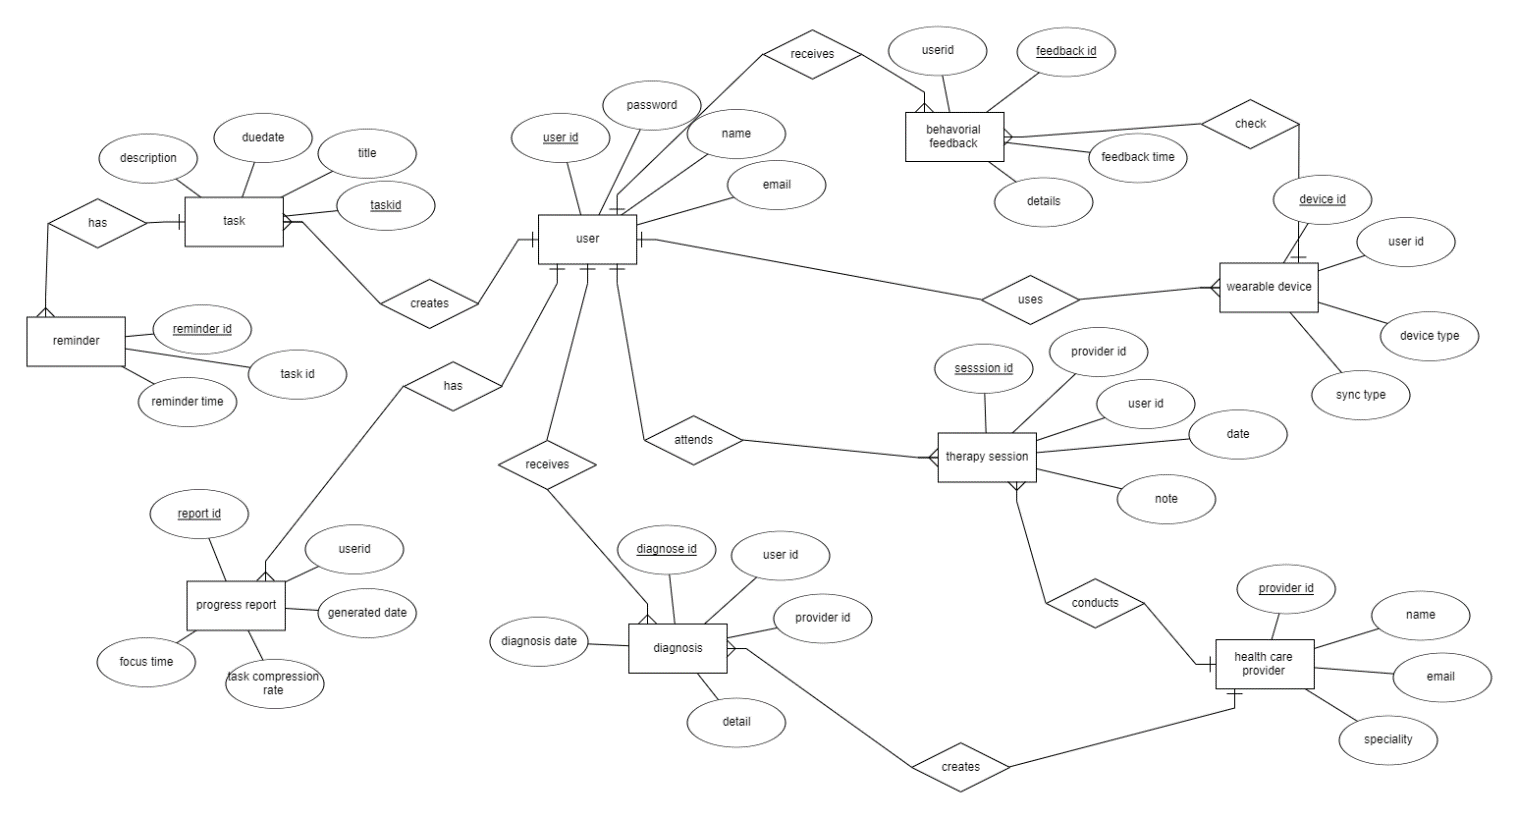 receives
userid
feedback id
password
behavorial
feedback
check
duedate
user id
name
title
description
feedback time
email
device id
taskid
details
has
task
user
user id
wearable device
uses
creates
reminder id
reminder
device type
provider id
sesssion id
task id
has
sync type
reminder time
user id
date
attends
therapy session
receives
note
report id
userid
diagnose id
user id
provider id
conducts
progress report
generated date
name
provider id
diagnosis date
diagnosis
health care
provider
focus time
email
task compression
rate
detail
speciality
creates